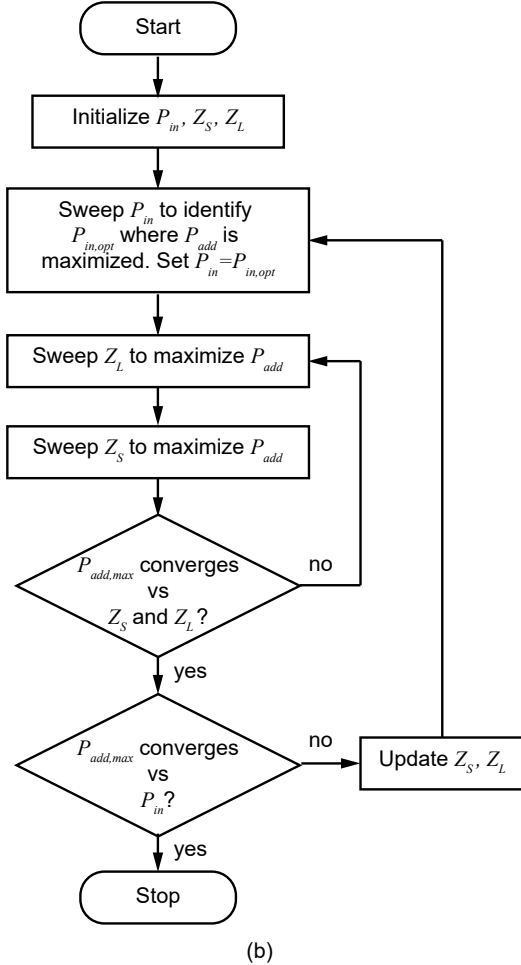 Start
Initialize P_in, Z_S, Z_L
Sweep P_in to identify
P_in,opt where P_add is
maximized. Set P_in=P_in,opt
Sweep Z_L to maximize P_add
Sweep Z_S to maximize P_add
P_add,max converges
vs
Z_S and Z_L?
no
yes
P_add,max converges
vs
P_in?
no
Update Z_S, Z_L
yes
Stop
(b)